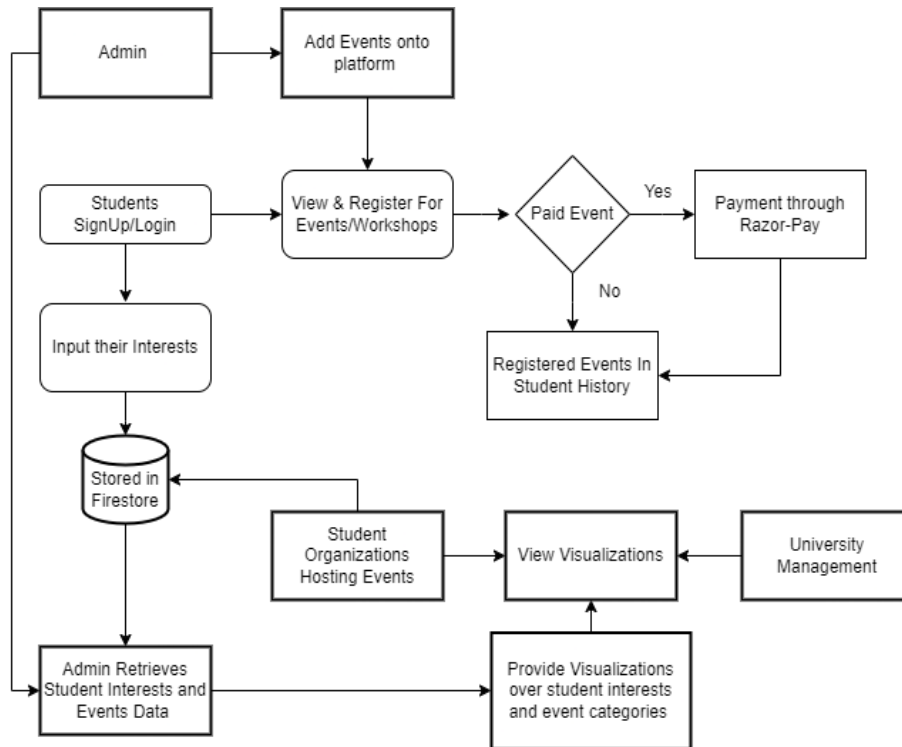 Admin
Add Events onto
platform
Students
SignUp/Login
View & Register For
Events/Workshops
Paid Event
Yes
Payment through
Razor-Pay
No
Input their Interests
Registered Events In
Student History
Stored in
Firestore
Student
Organizations
Hosting Events
View Visualizations
University
Management
Admin Retrieves
Student Interests and
Events Data
Provide Visualizations
over student interests
and event categories